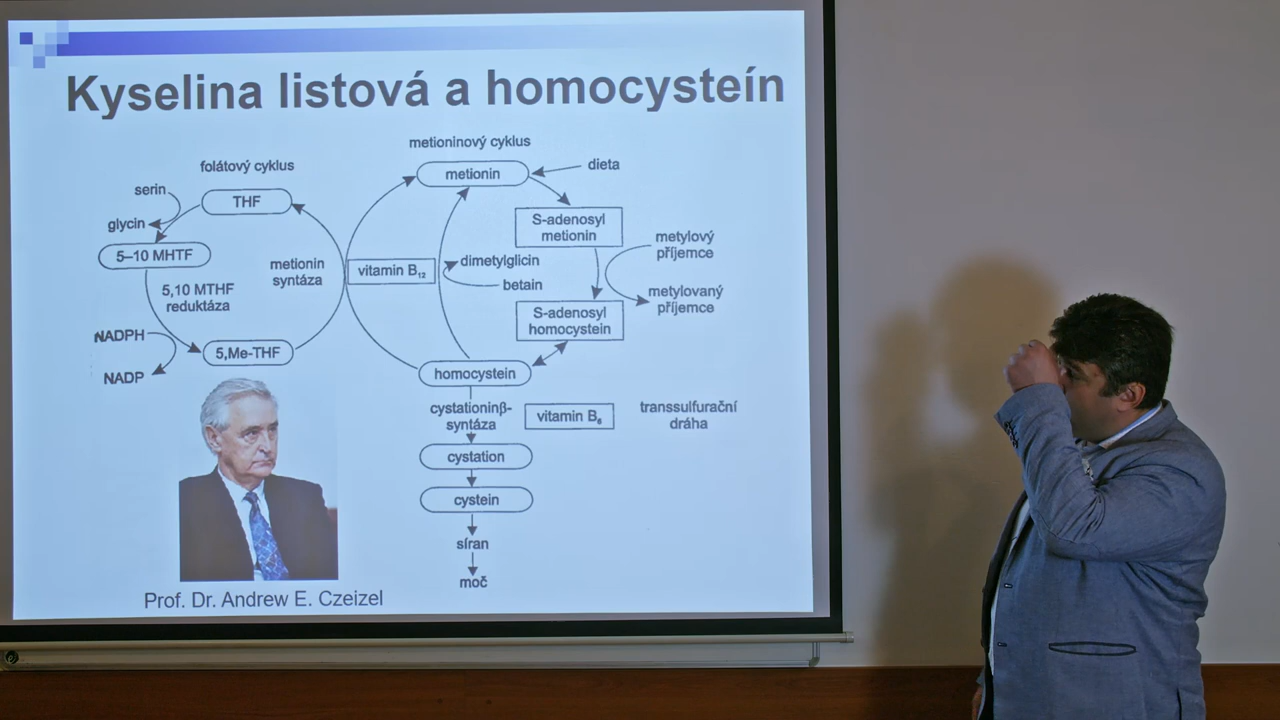 Kyselina listová a homocysteín
metioninový cyklus
folátový cyklus
metionin
dieta
serin
THF
glycin
S-adenosyl
metionin
metylový
příjemce
5–10 MHTF
metionin
syntáza
vitamin B12
dimetylglicin
betain
5,10 MTHF
reduktáza
metylovaný
příjemce
S-adenosyl
homocystein
NADPH
5,Me-THF
NADP
homocystein
cystationinβ-
syntáza
vitamin B6
transsulfurační
dráha
cystation
cystein
síran
moč
Prof. Dr. Andrew E. Czeizel